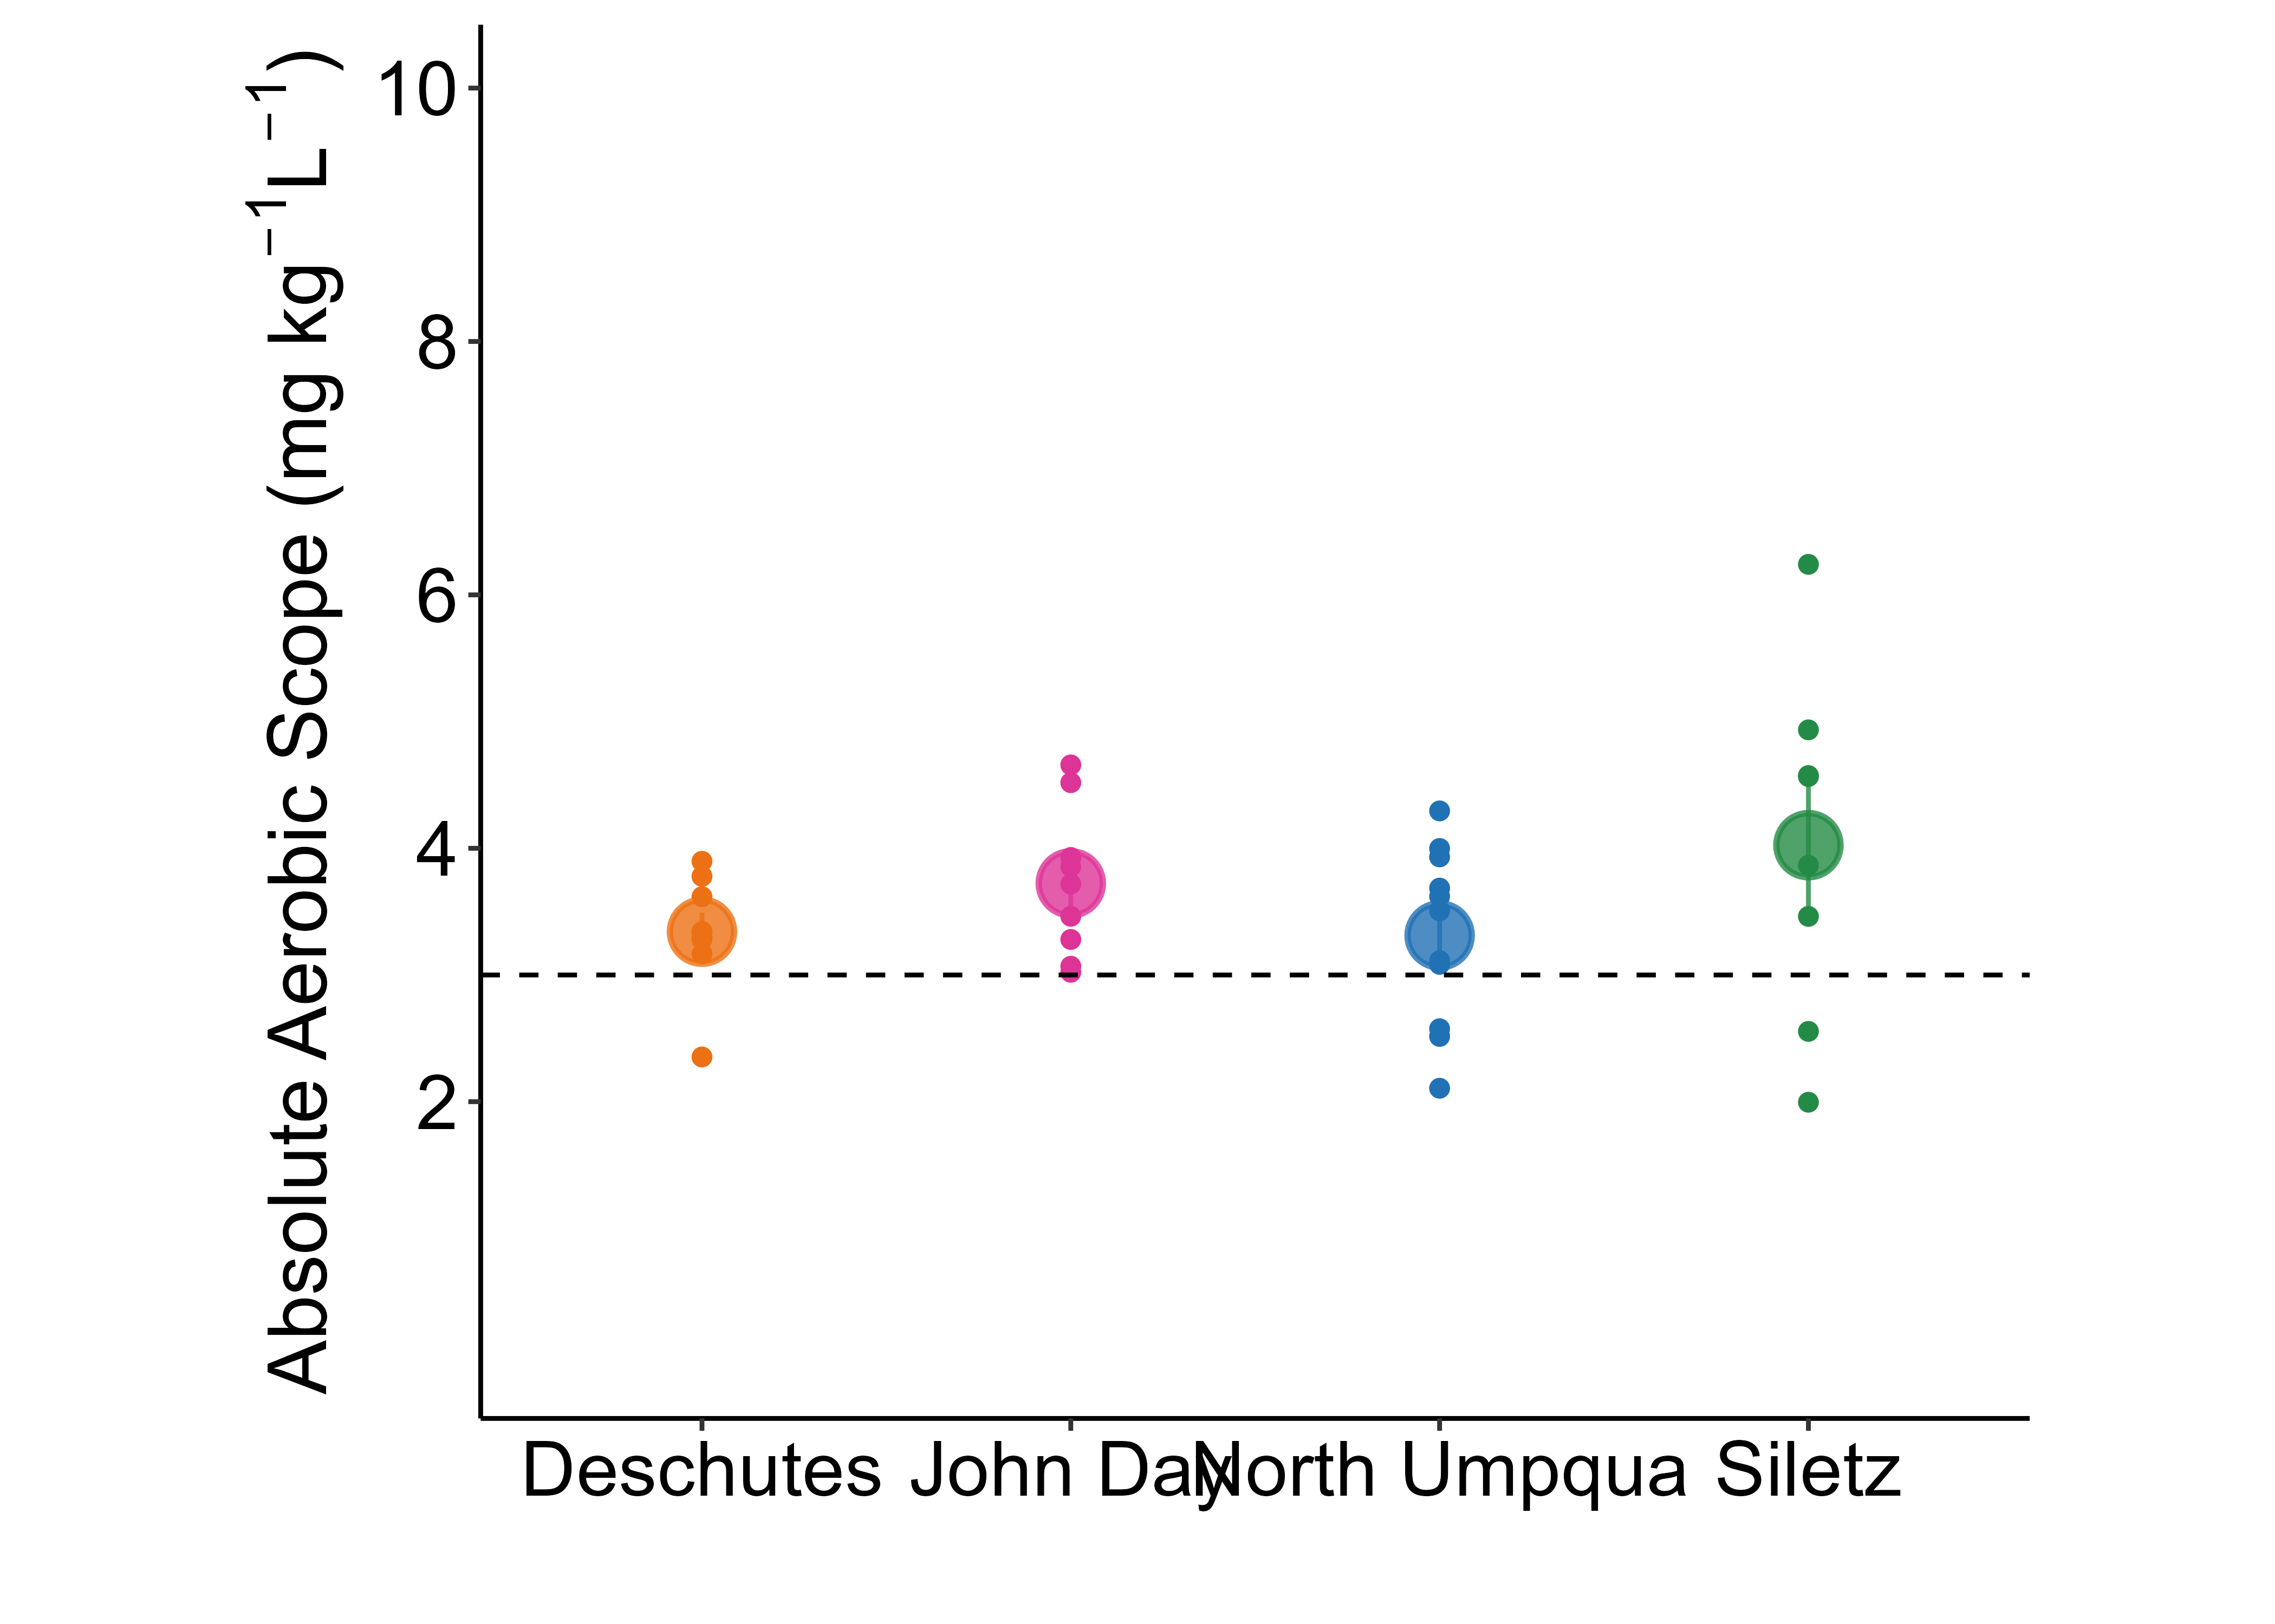 Absolute Aerobic Scope (mg kg⁻¹L⁻¹)
10
8
6
4
2
Deschutes John Day North Umpqua Siletz